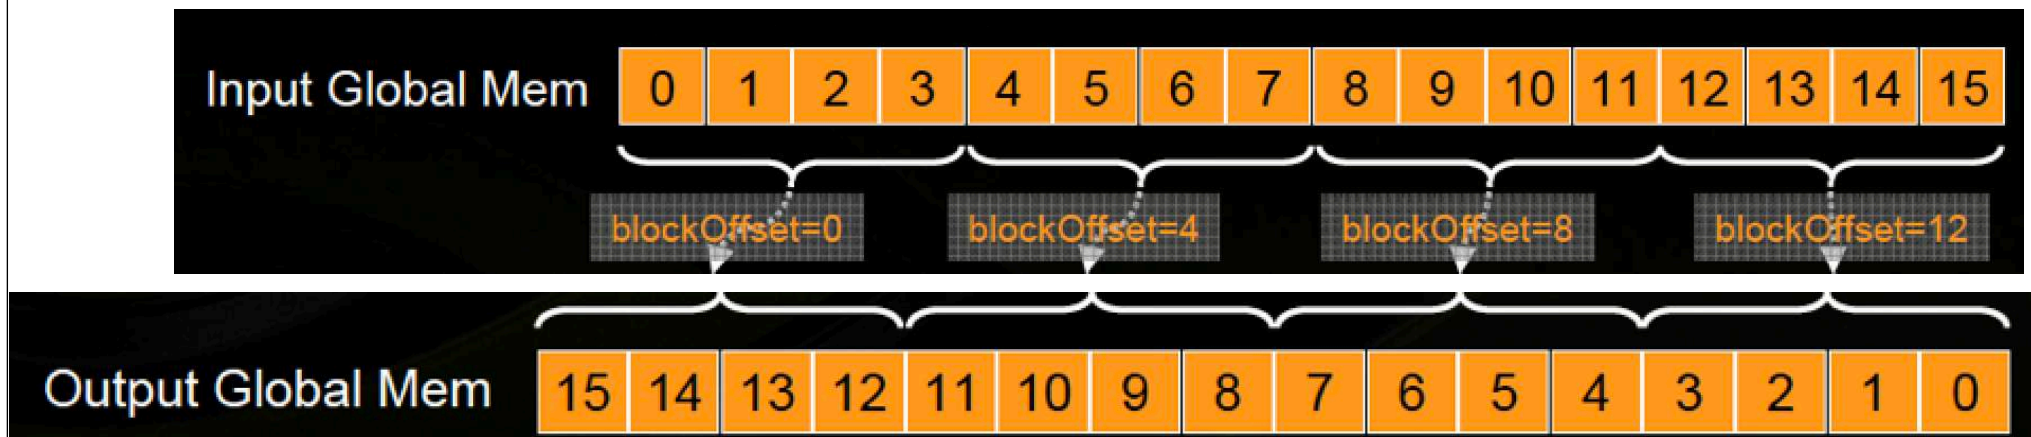 Input Global Mem 0 1 2 3 4 5 6 7 8 9 10 11 12 13 14 15
blockOffset=0 blockOffset=4 blockOffset=8 blockOffset=12
Output Global Mem 15 14 13 12 11 10 9 8 7 6 5 4 3 2 1 0